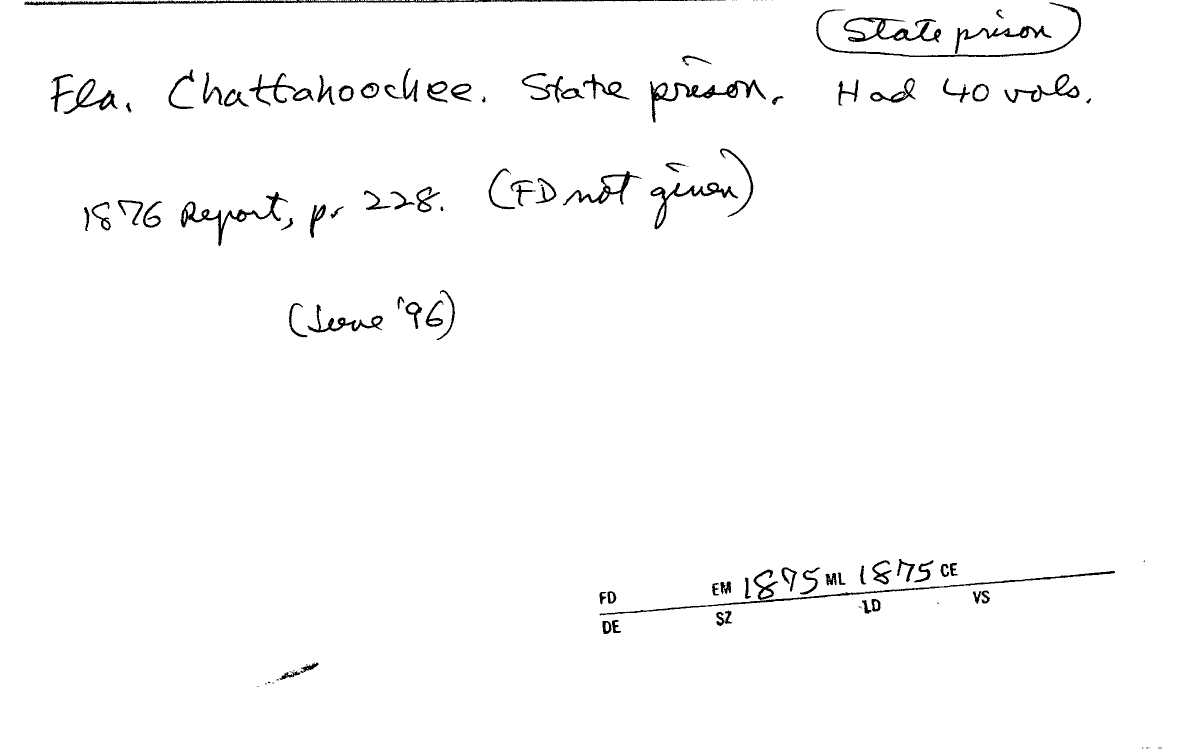 (State prison)
Fla. Chattahoochee. State prison. Had 40 vols.
1876 Report, p. 228. (FD not given)
(June '96)
FD EM 1875 ML 1875 CE
DE SZ LD VS